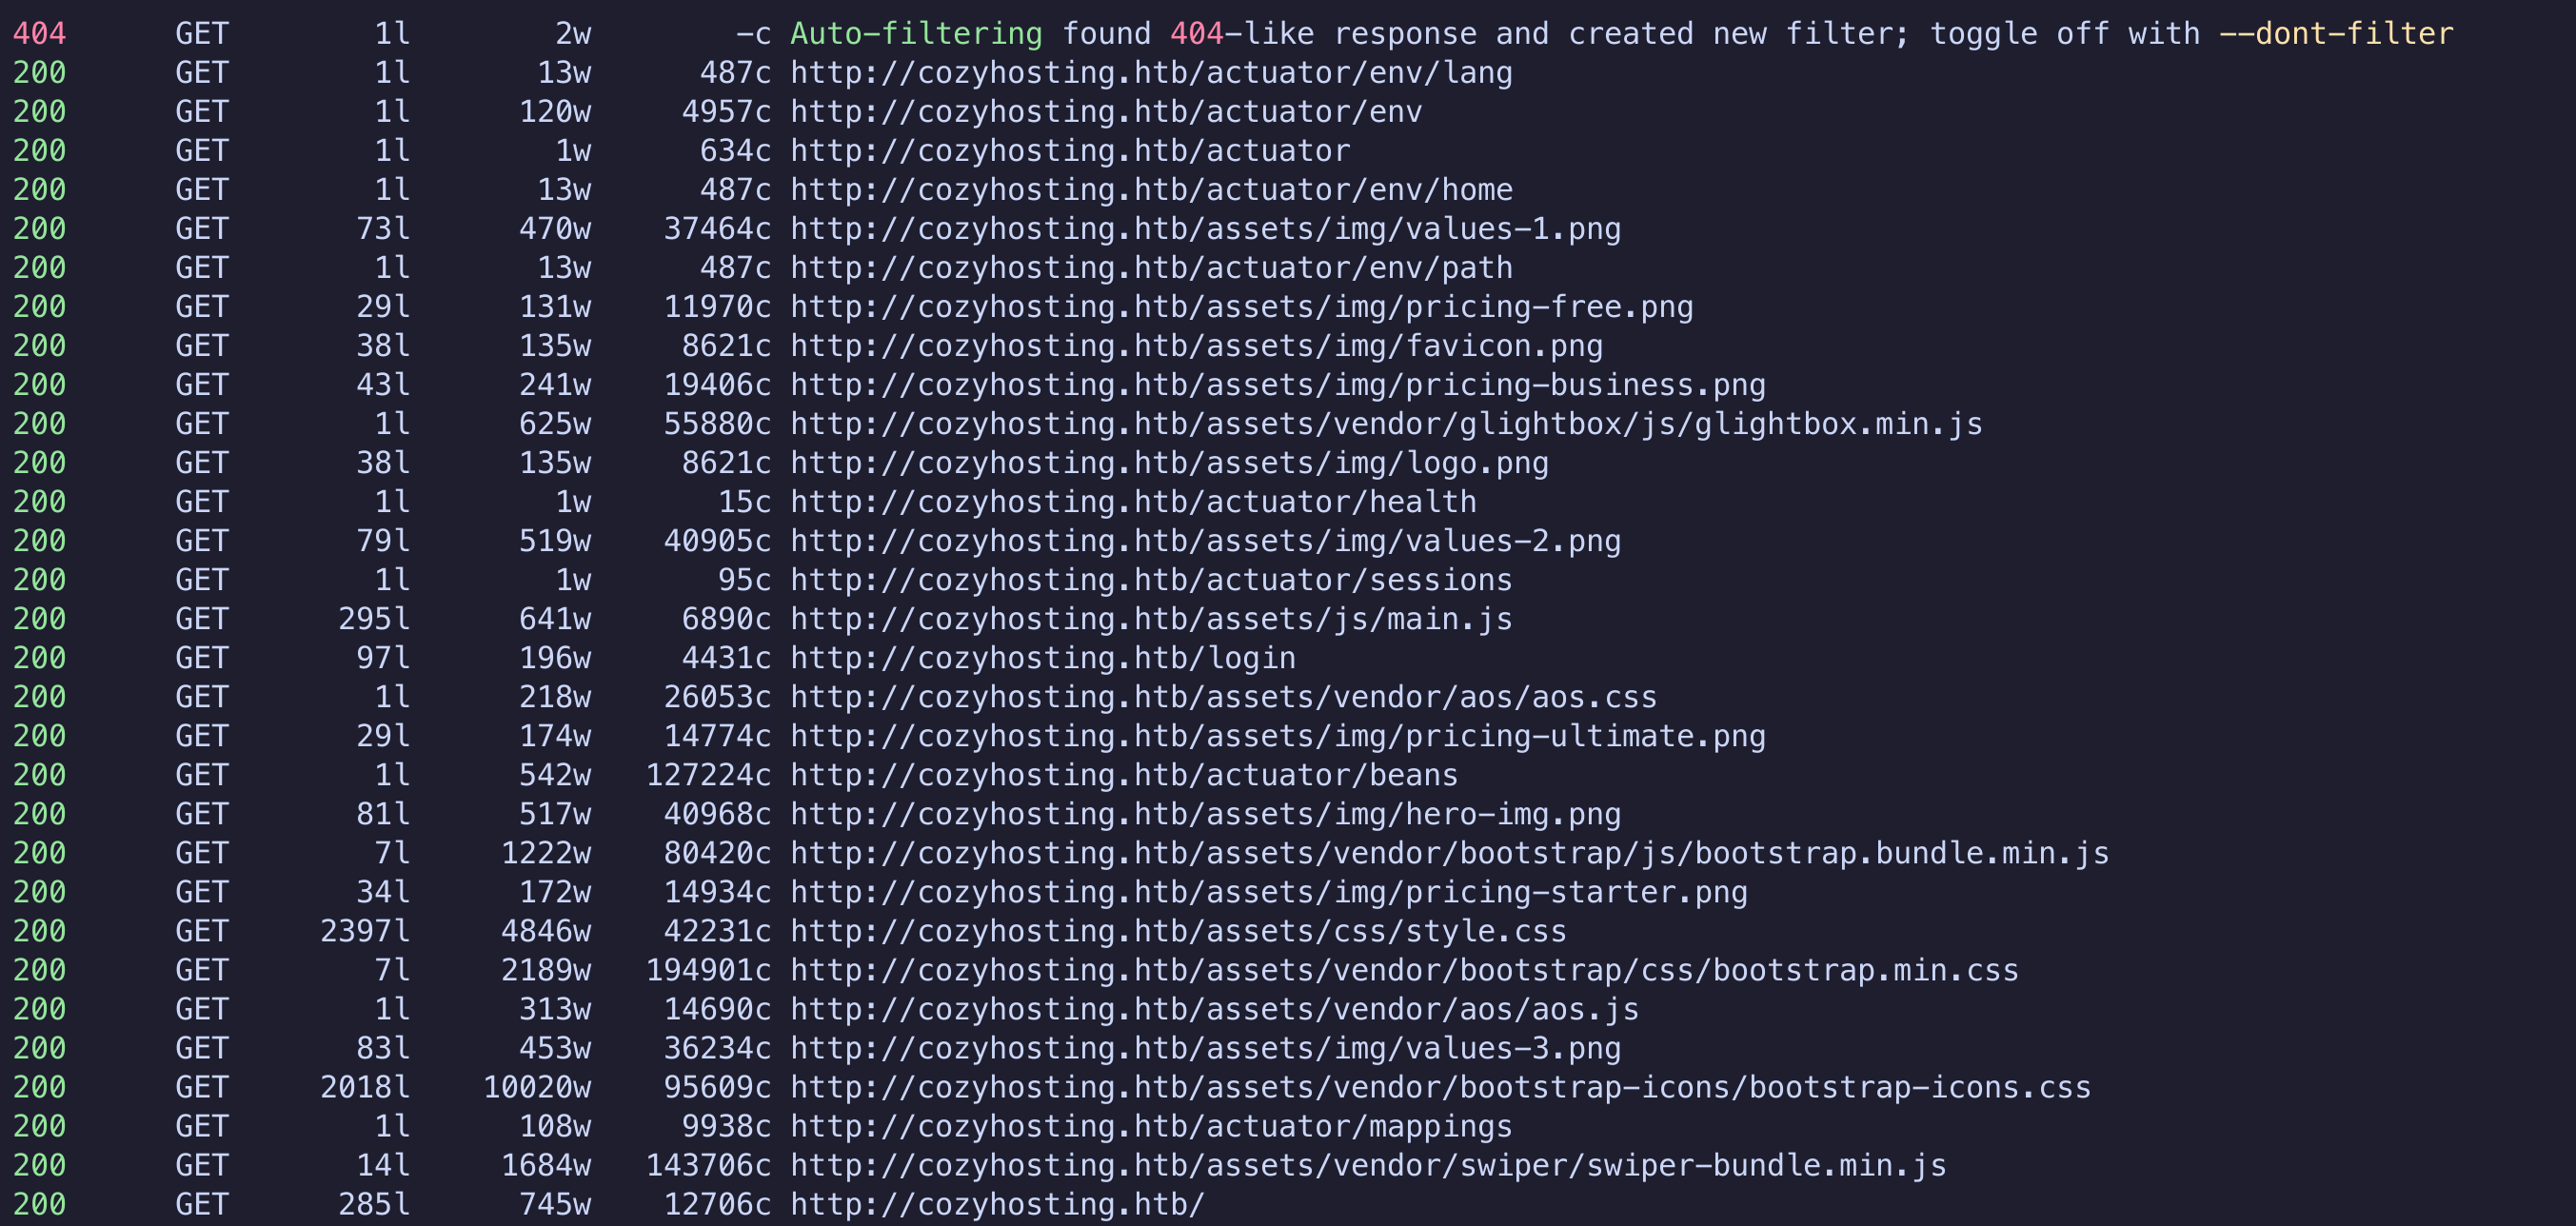 404      GET        1l        2w        -c Auto-filtering found 404-like response and created new filter; toggle off with --dont-filter
200      GET        1l       13w      487c http://cozyhosting.htb/actuator/env/lang
200      GET        1l      120w     4957c http://cozyhosting.htb/actuator/env
200      GET        1l        1w      634c http://cozyhosting.htb/actuator
200      GET        1l       13w      487c http://cozyhosting.htb/actuator/env/home
200      GET       73l      470w    37464c http://cozyhosting.htb/assets/img/values-1.png
200      GET        1l       13w      487c http://cozyhosting.htb/actuator/env/path
200      GET       29l      131w    11970c http://cozyhosting.htb/assets/img/pricing-free.png
200      GET       38l      135w     8621c http://cozyhosting.htb/assets/img/favicon.png
200      GET       43l      241w    19406c http://cozyhosting.htb/assets/img/pricing-business.png
200      GET        1l      625w    55880c http://cozyhosting.htb/assets/vendor/glightbox/js/glightbox.min.js
200      GET       38l      135w     8621c http://cozyhosting.htb/assets/img/logo.png
200      GET        1l        1w       15c http://cozyhosting.htb/actuator/health
200      GET       79l      519w    40905c http://cozyhosting.htb/assets/img/values-2.png
200      GET        1l        1w       95c http://cozyhosting.htb/actuator/sessions
200      GET      295l      641w     6890c http://cozyhosting.htb/assets/js/main.js
200      GET       97l      196w     4431c http://cozyhosting.htb/login
200      GET        1l      218w    26053c http://cozyhosting.htb/assets/vendor/aos/aos.css
200      GET       29l      174w    14774c http://cozyhosting.htb/assets/img/pricing-ultimate.png
200      GET        1l      542w   127224c http://cozyhosting.htb/actuator/beans
200      GET       81l      517w    40968c http://cozyhosting.htb/assets/img/hero-img.png
200      GET        7l     1222w    80420c http://cozyhosting.htb/assets/vendor/bootstrap/js/bootstrap.bundle.min.js
200      GET       34l      172w    14934c http://cozyhosting.htb/assets/img/pricing-starter.png
200      GET     2397l     4846w    42231c http://cozyhosting.htb/assets/css/style.css
200      GET        7l     2189w   194901c http://cozyhosting.htb/assets/vendor/bootstrap/css/bootstrap.min.css
200      GET        1l      313w    14690c http://cozyhosting.htb/assets/vendor/aos/aos.js
200      GET       83l      453w    36234c http://cozyhosting.htb/assets/img/values-3.png
200      GET     2018l    10020w    95609c http://cozyhosting.htb/assets/vendor/bootstrap-icons/bootstrap-icons.css
200      GET        1l      108w     9938c http://cozyhosting.htb/actuator/mappings
200      GET       14l     1684w   143706c http://cozyhosting.htb/assets/vendor/swiper/swiper-bundle.min.js
200      GET      285l      745w    12706c http://cozyhosting.htb/